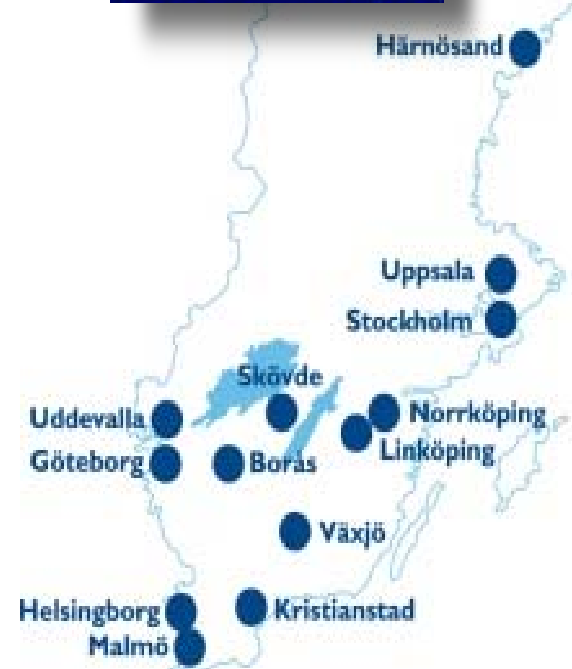 Härnösand
Uppsala
Stockholm
Skövde
Uddevalla
Norrköping
Göteborg
Borås
Linköping
Växjö
Helsingborg
Kristianstad
Malmö